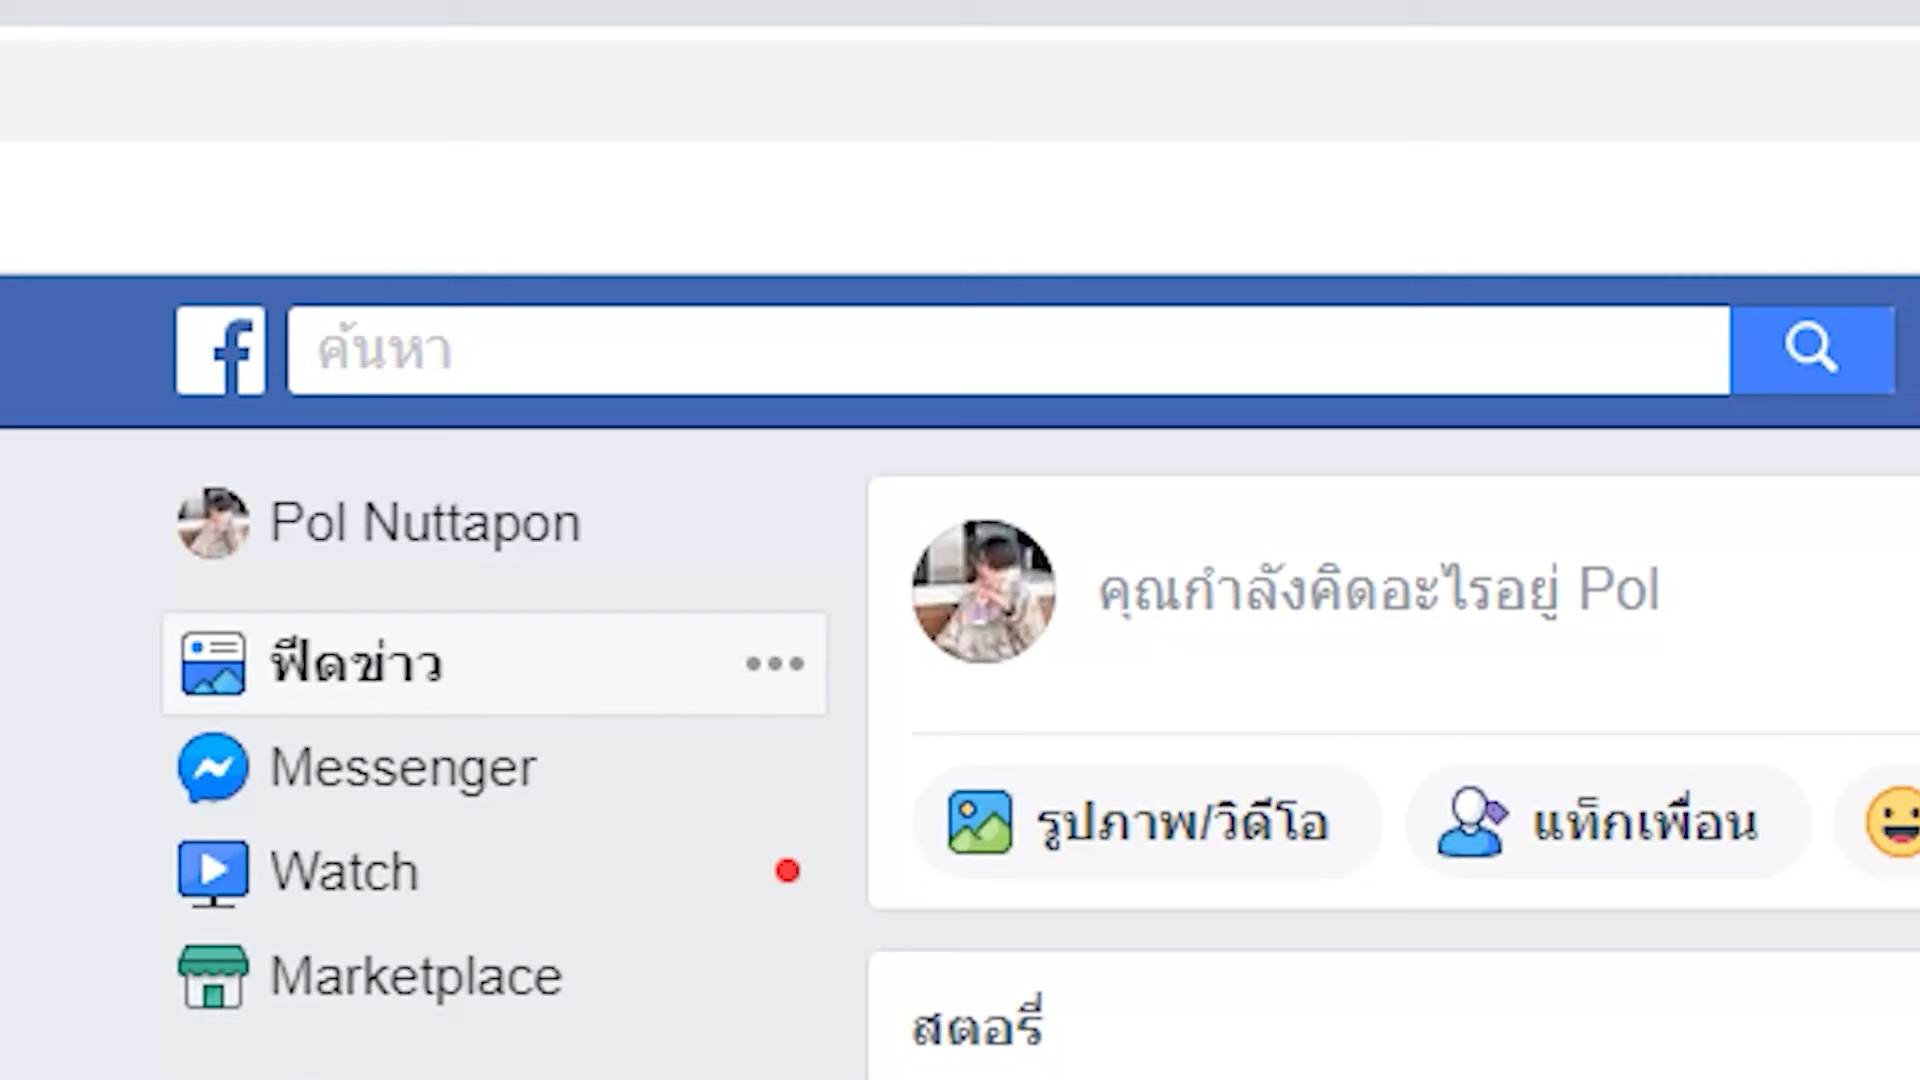 ค้นหา
Pol Nuttapon
คุณกำลังคิดอะไรอยู่ Pol
ฟีดข่าว
Messenger
รูปภาพ/วิดีโอ
แท็กเพื่อน
Watch
Marketplace
สตอรี่